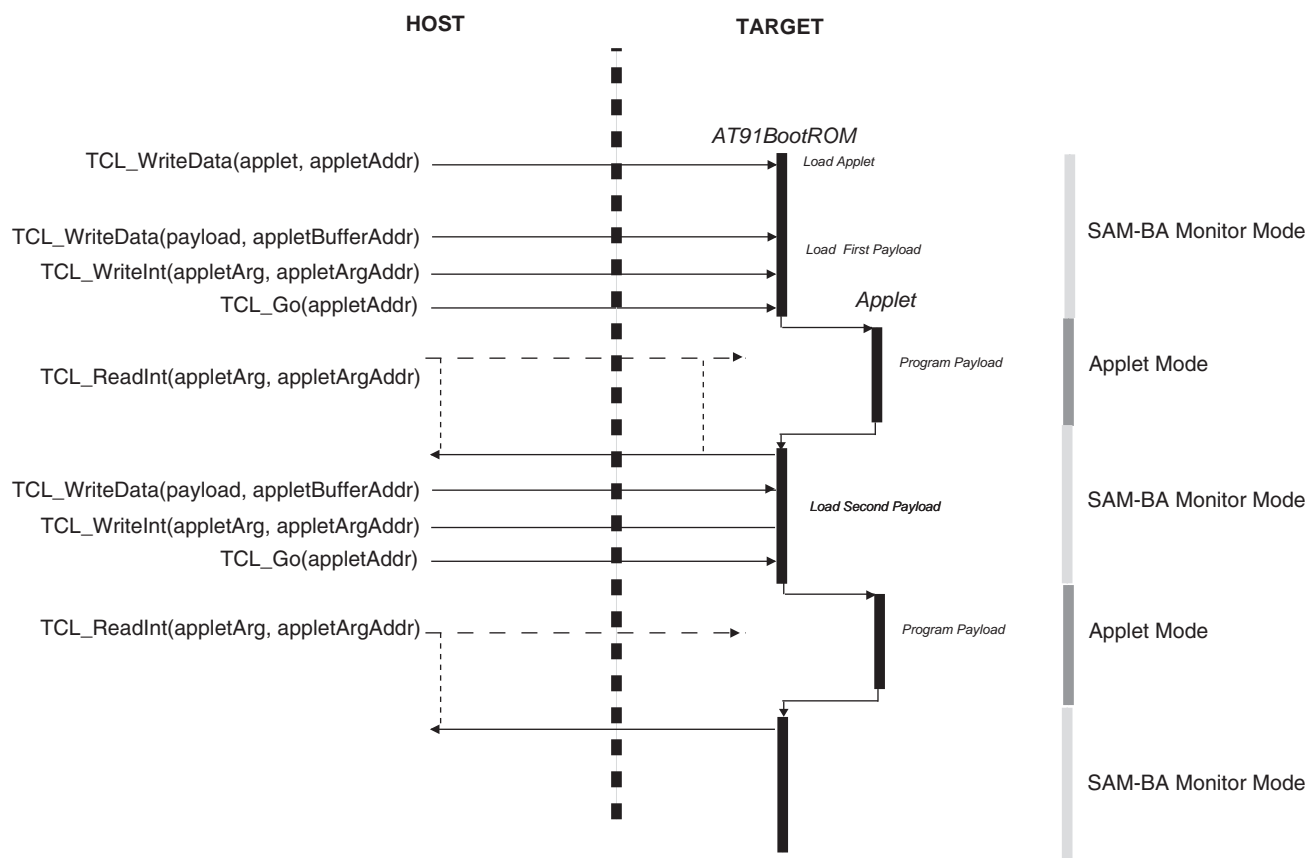 HOST TARGET
AT91BootROM
TCL_WriteData(applet, appletAddr) Load Applet
TCL_WriteData(payload, appletBufferAddr) Load First Payload SAM-BA Monitor Mode
TCL_WriteInt(appletArg, appletArgAddr)
TCL_Go(appletAddr) Applet
TCL_ReadInt(appletArg, appletArgAddr) Program Payload Applet Mode
TCL_WriteData(payload, appletBufferAddr) Load Second Payload SAM-BA Monitor Mode
TCL_WriteInt(appletArg, appletArgAddr)
TCL_Go(appletAddr)
TCL_ReadInt(appletArg, appletArgAddr) Program Payload Applet Mode
SAM-BA Monitor Mode